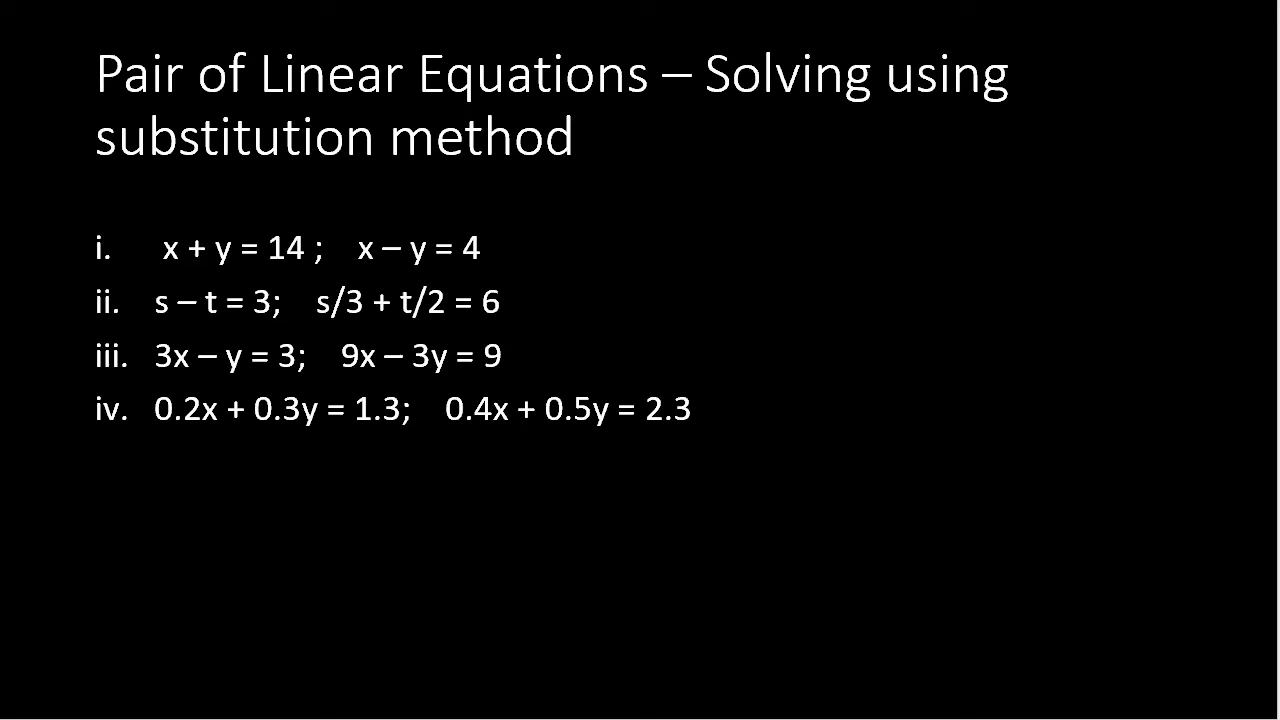 Pair of Linear Equations – Solving using
substitution method
i. x + y = 14 ; x – y = 4
ii. s – t = 3; s/3 + t/2 = 6
iii. 3x – y = 3; 9x – 3y = 9
iv. 0.2x + 0.3y = 1.3; 0.4x + 0.5y = 2.3